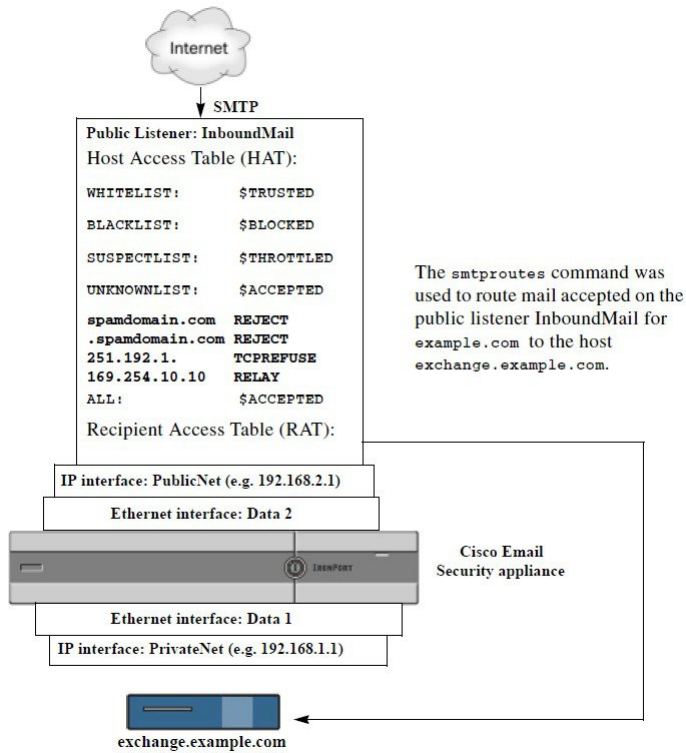 Internet
SMTP
Public Listener: InboundMail
Host Access Table (HAT):
WHITELIST: $TRUSTED
BLACKLIST: $BLOCKED
SUSPECTLIST: $THROTTLED
UNKNOWNLIST: $ACCEPTED
spamdomain.com REJECT
.spamdomain.com REJECT
251.192.1. TCPREFUSE
169.254.10.10 RELAY
ALL: $ACCEPTED
Recipient Access Table (RAT):
The smtproutes command was
used to route mail accepted on the
public listener InboundMail for
example.com to the host
exchange.example.com.
IP interface: PublicNet (e.g. 192.168.2.1)
Ethernet interface: Data 2
IRONPORT
Cisco Email
Security appliance
Ethernet interface: Data 1
IP interface: PrivateNet (e.g. 192.168.1.1)
exchange.example.com